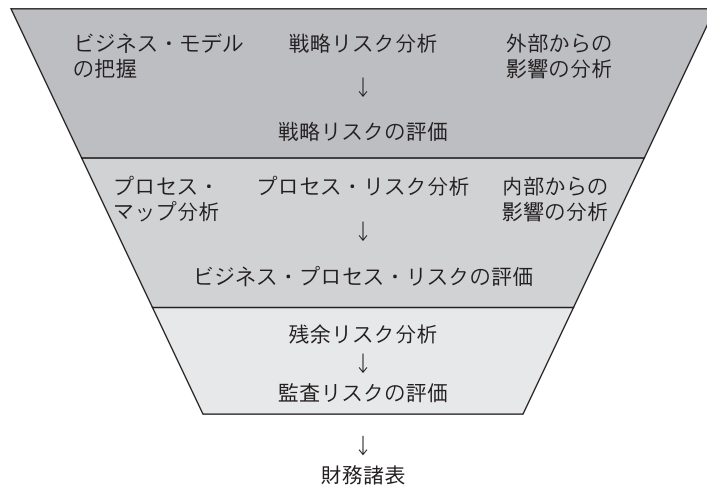 ビジネス・モデル
の把握
戦略リスク分析
外部からの
影響の分析
↓
戦略リスクの評価
プロセス・
マップ分析
プロセス・リスク分析
内部からの
影響の分析
↓
ビジネス・プロセス・リスクの評価
残余リスク分析
↓
監査リスクの評価
↓
財務諸表